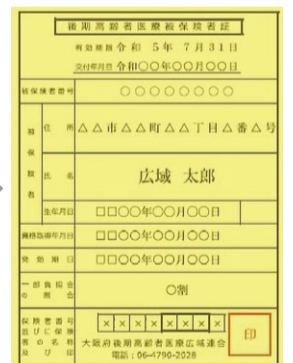 後期高齢者医療被保険者証
有効期限 令和 5年 7月31日
交付年月日 令和〇〇年〇〇月〇〇日
被保険者番号 〇〇〇〇〇〇〇〇
被保険者
住所 △△市△△町△△丁目△番△号
氏名 広域 太郎
生年月日 □□〇〇年〇〇月〇〇日
資格取得年月日 □□〇〇年〇〇月〇〇日
発効期日 □□〇〇年〇〇月〇〇日
一部負担金の割合 〇割
保険者番号並びに保険者の名称及び印
×××××××× 
大阪府後期高齢者医療広域連合
電話：06-4790-2028
印